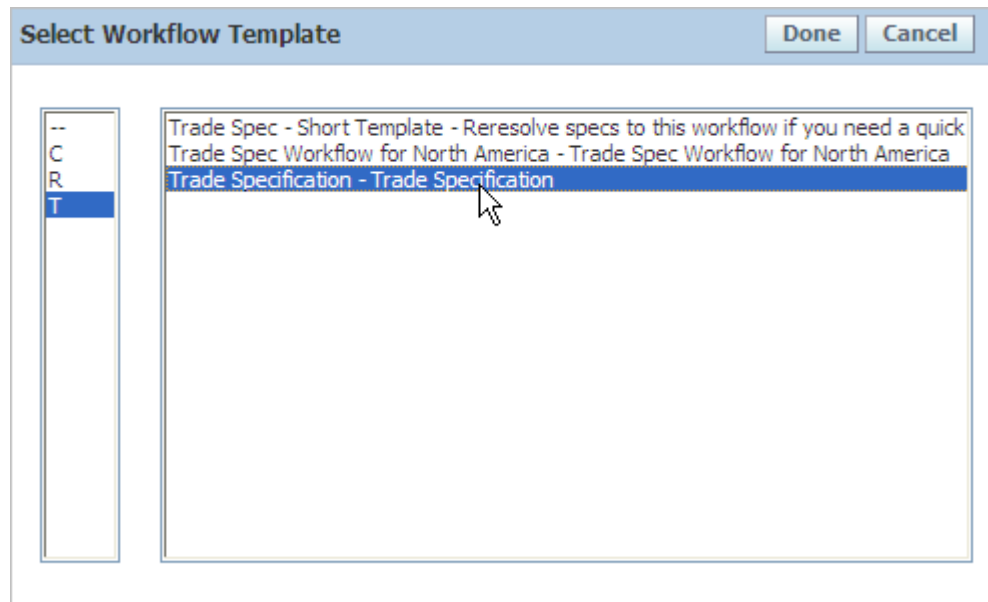 Select Workflow Template
Done
Cancel
--
C
R
T
Trade Spec - Short Template - Reresolve specs to this workflow if you need a quick
Trade Spec Workflow for North America - Trade Spec Workflow for North America
Trade Specification - Trade Specification